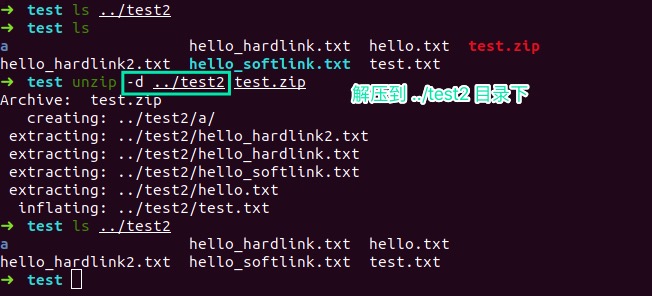 ➜ test ls ../test2
➜ test ls
a hello_hardlink.txt hello.txt test.zip
hello_hardlink2.txt hello_softlink.txt test.txt
➜ test unzip -d ../test2 test.zip
解压到 ../test2 目录下
Archive: test.zip
creating: ../test2/a/
extracting: ../test2/hello_hardlink2.txt
extracting: ../test2/hello_hardlink.txt
extracting: ../test2/hello_softlink.txt
extracting: ../test2/hello.txt
inflating: ../test2/test.txt
➜ test ls ../test2
a hello_hardlink.txt hello.txt
hello_hardlink2.txt hello_softlink.txt test.txt
➜ test